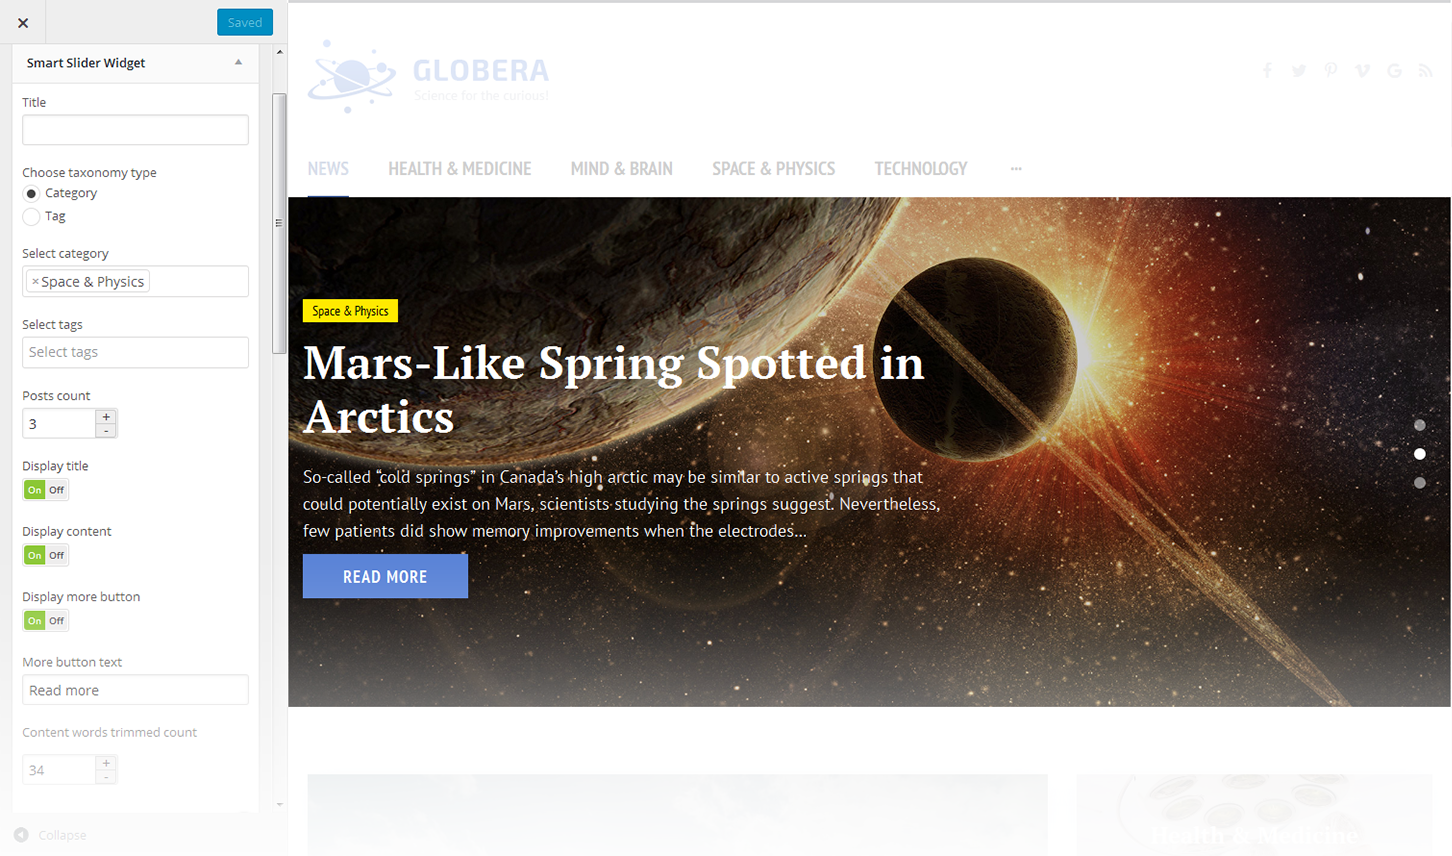 Saved
Smart Slider Widget
Title
Choose taxonomy type
Category
Tag
Select category
× Space & Physics
Select tags
Select tags
Posts count
3
+
-
Display title
On Off
Display content
On Off
Display more button
On Off
More button text
Read more
Content words trimmed count
34
+
-
Collapse
GLOBERA
Science for the curious!
NEWS HEALTH & MEDICINE MIND & BRAIN SPACE & PHYSICS TECHNOLOGY ...
Space & Physics
Mars-Like Spring Spotted in
Arctics
So-called “cold springs” in Canada’s high arctic may be similar to active springs that
could potentially exist on Mars, scientists studying the springs suggest. Nevertheless,
few patients did show memory improvements when the electrodes...
READ MORE
Health & Medicine